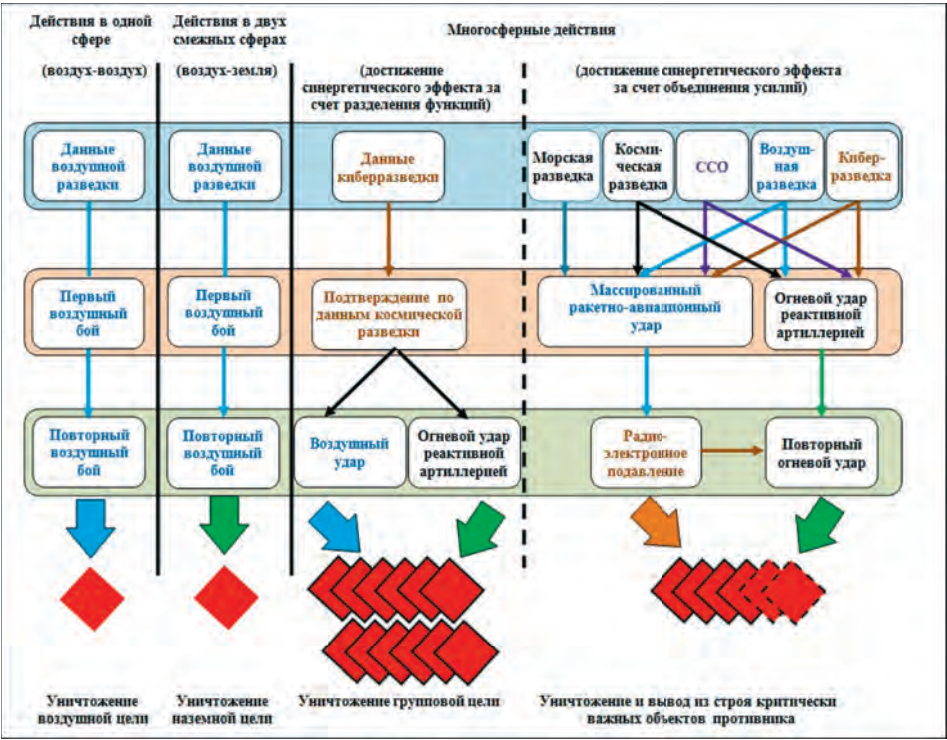 Действия в одной
сфере
(воздух-воздух)
Действия в двух
смежных сферах
(воздух-земля)
Многосферные действия
(достижение
синергетического эффекта за
счет разделения функций)
(достижение синергетического эффекта
за счет объединения усилий)
Данные
воздушной
разведки
Данные
воздушной
разведки
Данные
киберразведки
Морская
разведка
Косми-
ческая
разведка
ССО
Воздуш-
ная
разведка
Кибер-
разведка
Первый
воздушный
бой
Первый
воздушный
бой
Подтверждение по
данным космической
разведки
Массированный
ракетно-авиационный
удар
Огневой удар
реактивной
артиллерией
Повторный
воздушный
бой
Повторный
воздушный
бой
Воздушный
удар
Огневой удар
реактивной
артиллерией
Радио-
электронное
подавление
Повторный
огневой удар
Уничтожение
воздушной цели
Уничтожение
наземной цели
Уничтожение групповой цели
Уничтожение и вывод из строя критически
важных объектов противника